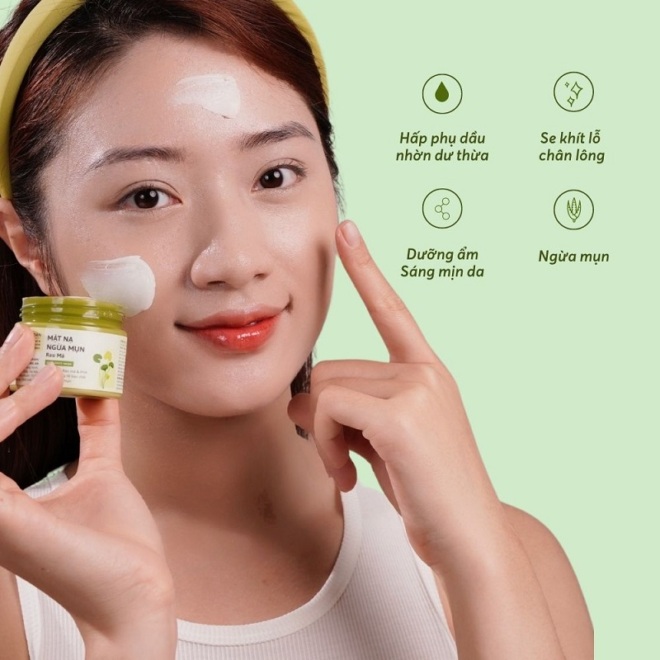 Hấp phụ dầu
nhờn dư thừa
Se khít lỗ
chân lông
Dưỡng ẩm
Sáng mịn da
Ngừa mụn
MẶT NẠ
NGỪA MỤN
Rau Má